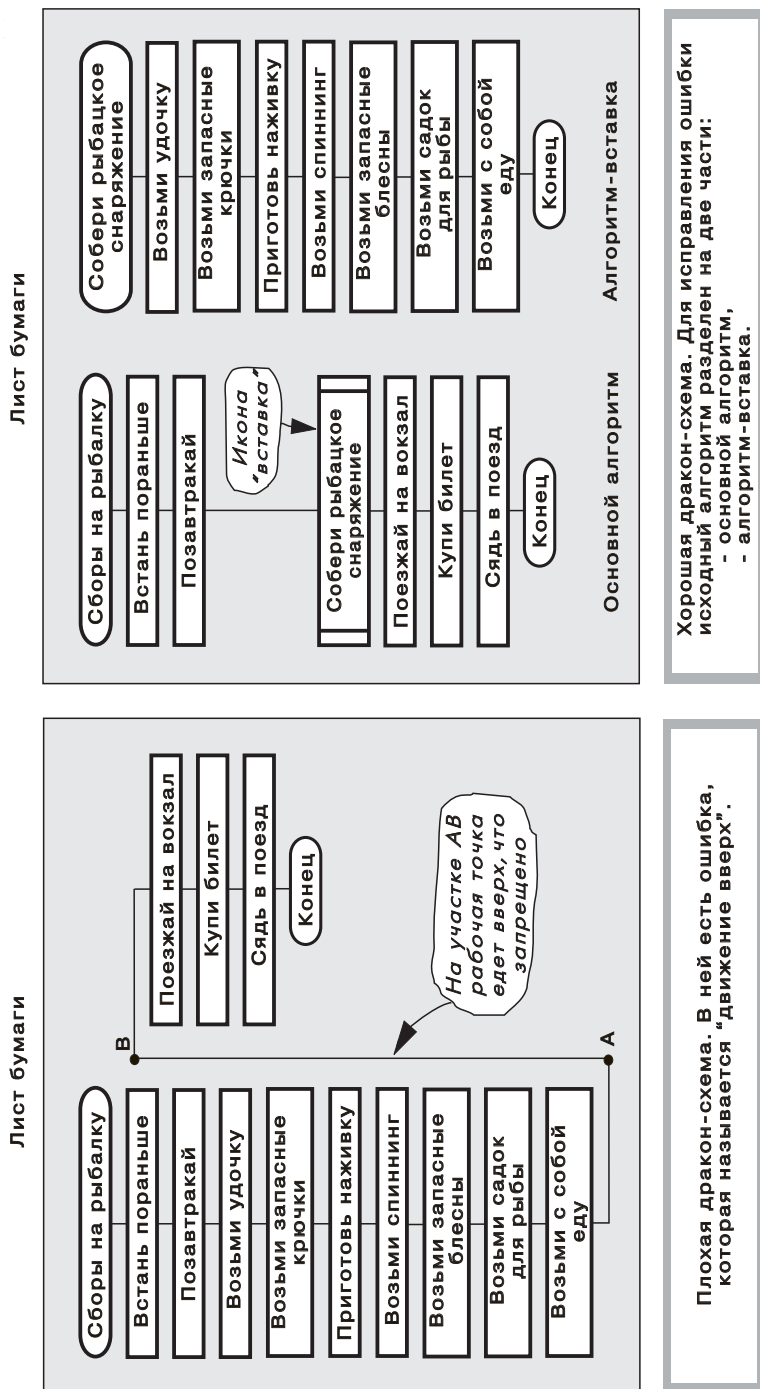 Лист бумаги
Сборы на рыбалку
Встань пораньше
Позавтракай
Возьми удочку
Возьми запасные
крючки
Приготовь наживку
Возьми спиннинг
Возьми запасные
блесны
Возьми садок
для рыбы
Возьми с собой
еду
А
В
Поезжай на вокзал
Купи билет
Сядь в поезд
Конец
На участке АВ
рабочая точка
едет вверх, что
запрещено
Плохая дракон-схема. В ней есть ошибка,
которая называется “движение вверх”.
Лист бумаги
Сборы на рыбалку
Встань пораньше
Позавтракай
Икона
“вставка”
Собери рыбацкое
снаряжение
Поезжай на вокзал
Купи билет
Сядь в поезд
Конец
Основной алгоритм
Собери рыбацкое
снаряжение
Возьми удочку
Возьми запасные
крючки
Приготовь наживку
Возьми спиннинг
Возьми запасные
блесны
Возьми садок
для рыбы
Возьми с собой
еду
Конец
Алгоритм-вставка
Хорошая дракон-схема. Для исправления ошибки
исходный алгоритм разделен на две части:
- основной алгоритм,
- алгоритм-вставка.